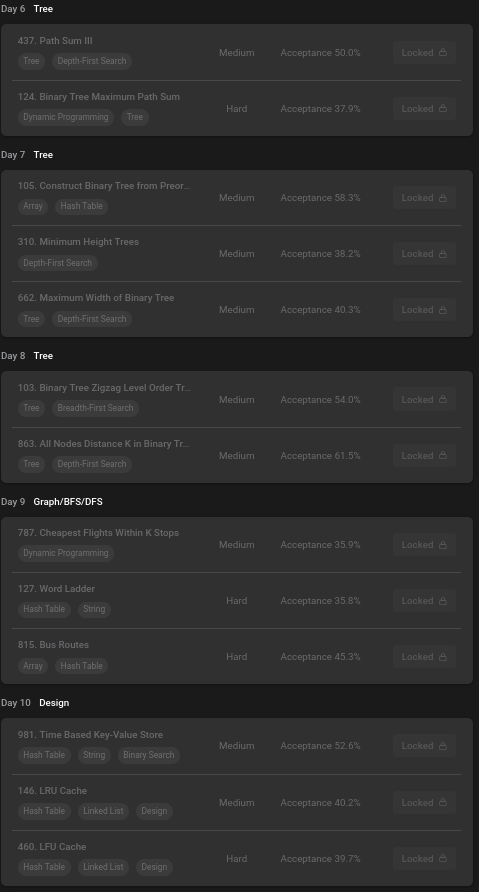 Day 6 Tree
437. Path Sum III
Tree Depth-First Search
Medium Acceptance 50.0% Locked
124. Binary Tree Maximum Path Sum
Dynamic Programming Tree
Hard Acceptance 37.9% Locked
Day 7 Tree
105. Construct Binary Tree from Preor...
Array Hash Table
Medium Acceptance 58.3% Locked
310. Minimum Height Trees
Depth-First Search
Medium Acceptance 38.2% Locked
662. Maximum Width of Binary Tree
Tree Depth-First Search
Medium Acceptance 40.3% Locked
Day 8 Tree
103. Binary Tree Zigzag Level Order Tr...
Tree Breadth-First Search
Medium Acceptance 54.0% Locked
863. All Nodes Distance K in Binary Tr...
Tree Depth-First Search
Medium Acceptance 61.5% Locked
Day 9 Graph/BFS/DFS
787. Cheapest Flights Within K Stops
Dynamic Programming
Medium Acceptance 35.9% Locked
127. Word Ladder
Hash Table String
Hard Acceptance 35.8% Locked
815. Bus Routes
Array Hash Table
Hard Acceptance 45.3% Locked
Day 10 Design
981. Time Based Key-Value Store
Hash Table String Binary Search
Medium Acceptance 52.6% Locked
146. LRU Cache
Hash Table Linked List Design
Medium Acceptance 40.2% Locked
460. LFU Cache
Hash Table Linked List Design
Hard Acceptance 39.7% Locked